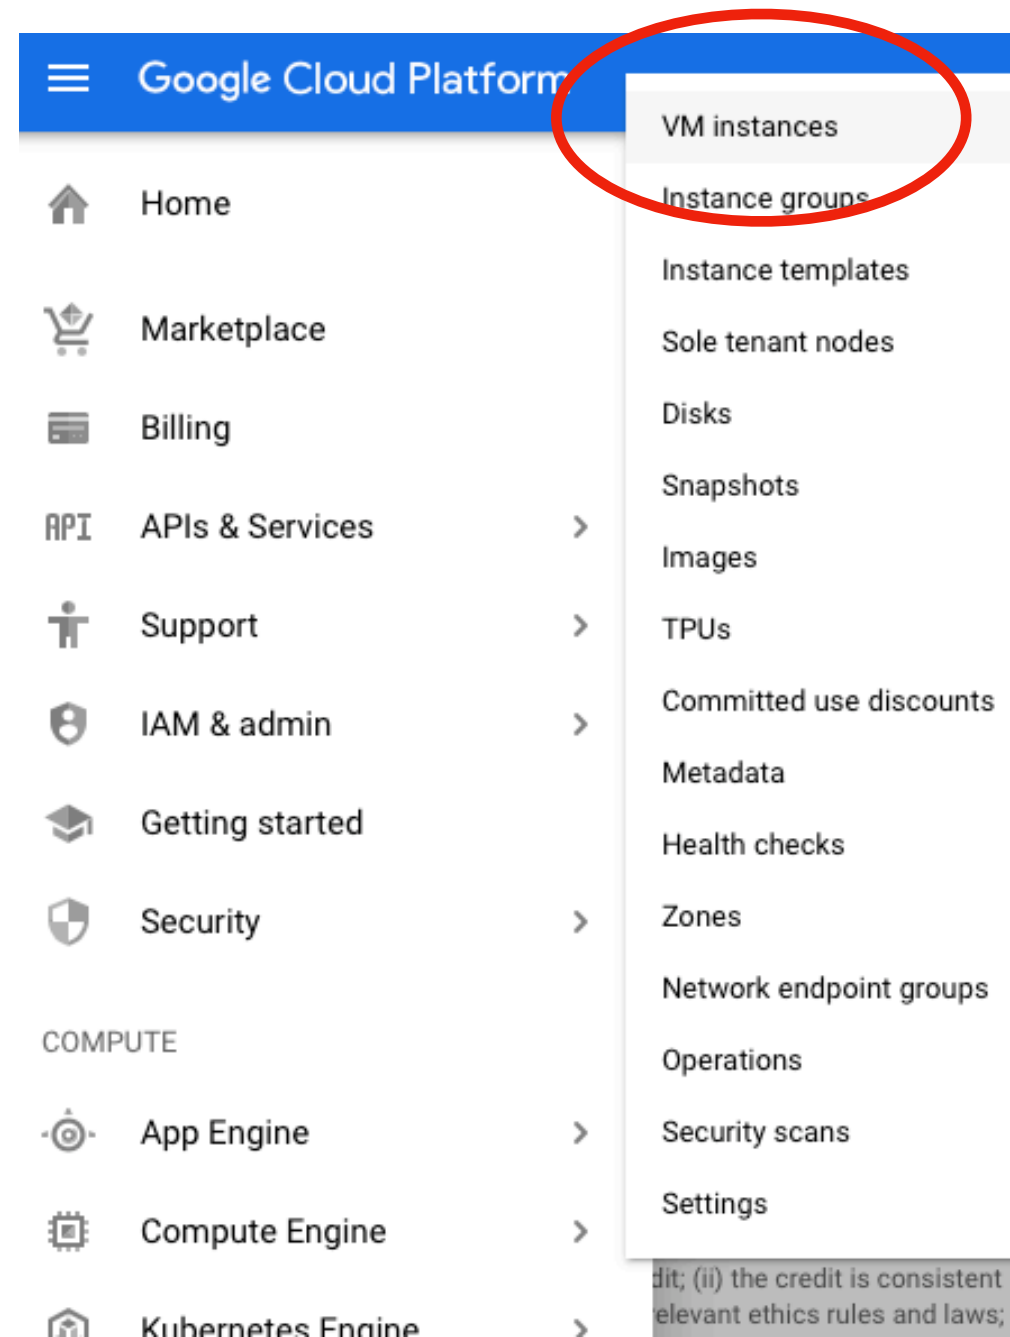 Google Cloud Platform
Home
Marketplace
Billing
API
APIs & Services
Support
IAM & admin
Getting started
Security
COMPUTE
App Engine
Compute Engine
Kubernetes Engine
VM instances
Instance groups
Instance templates
Sole tenant nodes
Disks
Snapshots
Images
TPUs
Committed use discounts
Metadata
Health checks
Zones
Network endpoint groups
Operations
Security scans
Settings
dit; (ii) the credit is consistent
elevant ethics rules and laws;